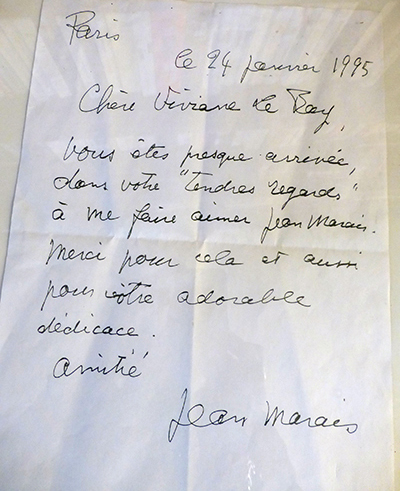 Paris
le 24 janvier 1995
Chère Viviane Le Ray,
vous êtes presque arrivée,
dans votre "tendres regards"
à me faire aimer Jean Marais.
merci pour cela et aussi
pour votre adorable
dédicace.
amitié
Jean Marais